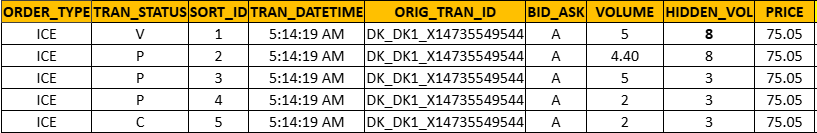 ORDER_TYPE TRAN_STATUS SORT_ID TRAN_DATETIME ORIG_TRAN_ID BID_ASK VOLUME HIDDEN_VOL PRICE
ICE V 1 5:14:19 AM DK_DK1_X14735549544 A 5 8 75.05
ICE P 2 5:14:19 AM DK_DK1_X14735549544 A 4.40 8 75.05
ICE P 3 5:14:19 AM DK_DK1_X14735549544 A 5 3 75.05
ICE P 4 5:14:19 AM DK_DK1_X14735549544 A 2 3 75.05
ICE C 5 5:14:19 AM DK_DK1_X14735549544 A 2 3 75.05